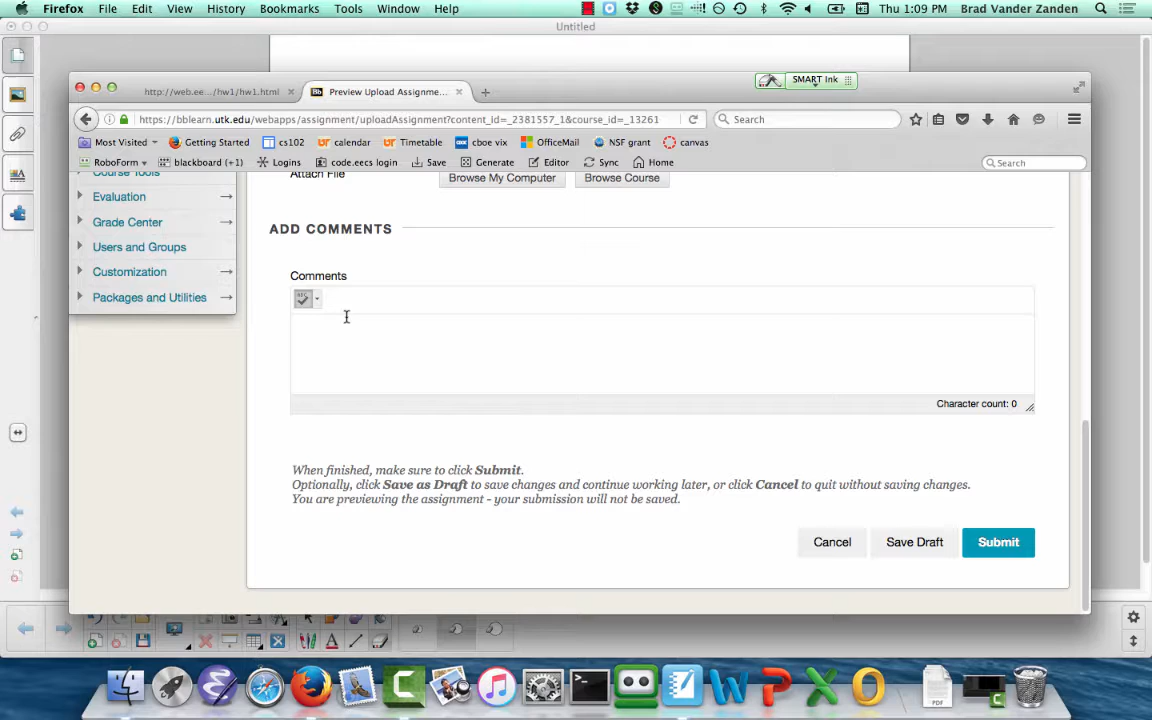 Firefox File Edit View History Bookmarks Tools Window Help Thu 1:09 PM Brad Vander Zanden
Untitled
SMART Ink
http://web.ee.../hw1/hw1.html Preview Upload Assignme...
https://bblearn.utk.edu/webapps/assignment/uploadAssignment?content_id=_2381557_1&course_id=_13261 Search
Most Visited Getting Started cs102 calendar Timetable cboe vix OfficeMail NSF grant canvas
RoboForm blackboard (+1) Logins code.eecs login Save Generate Editor Sync Home Search
Course Tools
Attach File Browse My Computer Browse Course
Evaluation
Grade Center
Users and Groups
Customization
Packages and Utilities
ADD COMMENTS
Comments
ABC
Character count: 0
When finished, make sure to click Submit.
Optionally, click Save as Draft to save changes and continue working later, or click Cancel to quit without saving changes.
You are previewing the assignment - your submission will not be saved.
Cancel Save Draft Submit
PDF